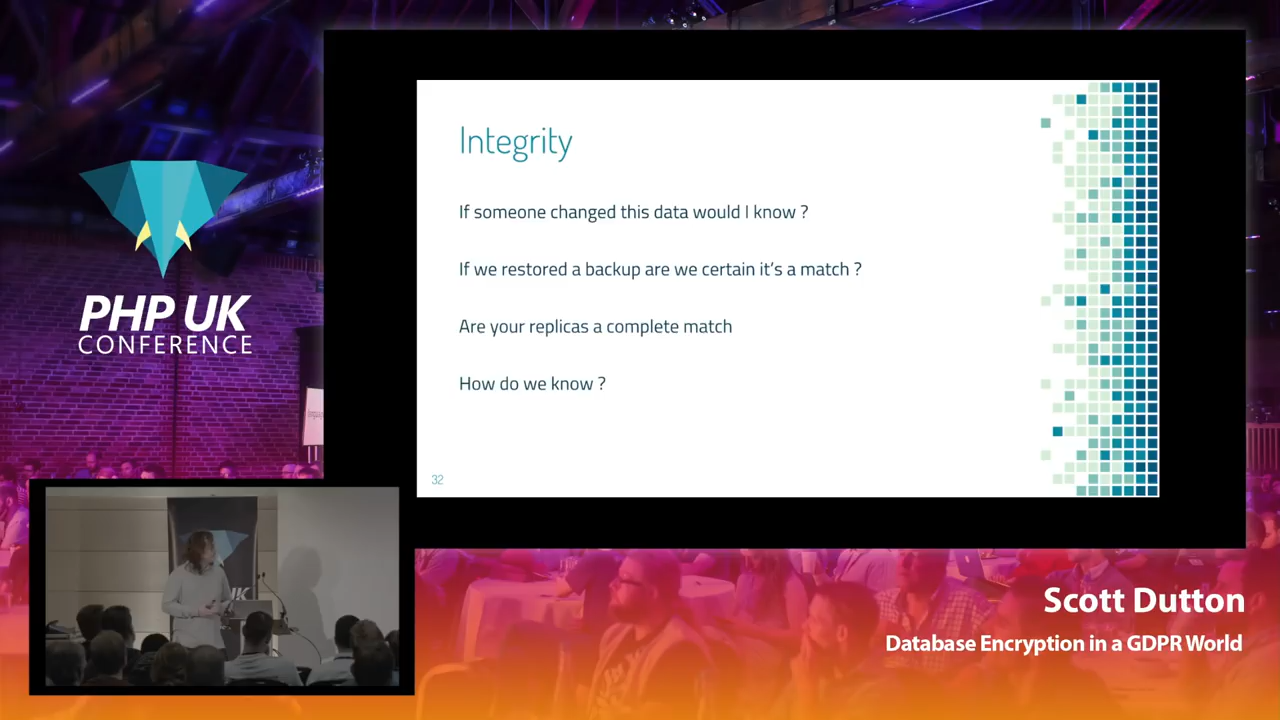 PHP UK
CONFERENCE
Integrity
If someone changed this data would I know ?
If we restored a backup are we certain it's a match ?
Are your replicas a complete match
How do we know ?
32
UK
Scott Dutton
Database Encryption in a GDPR World